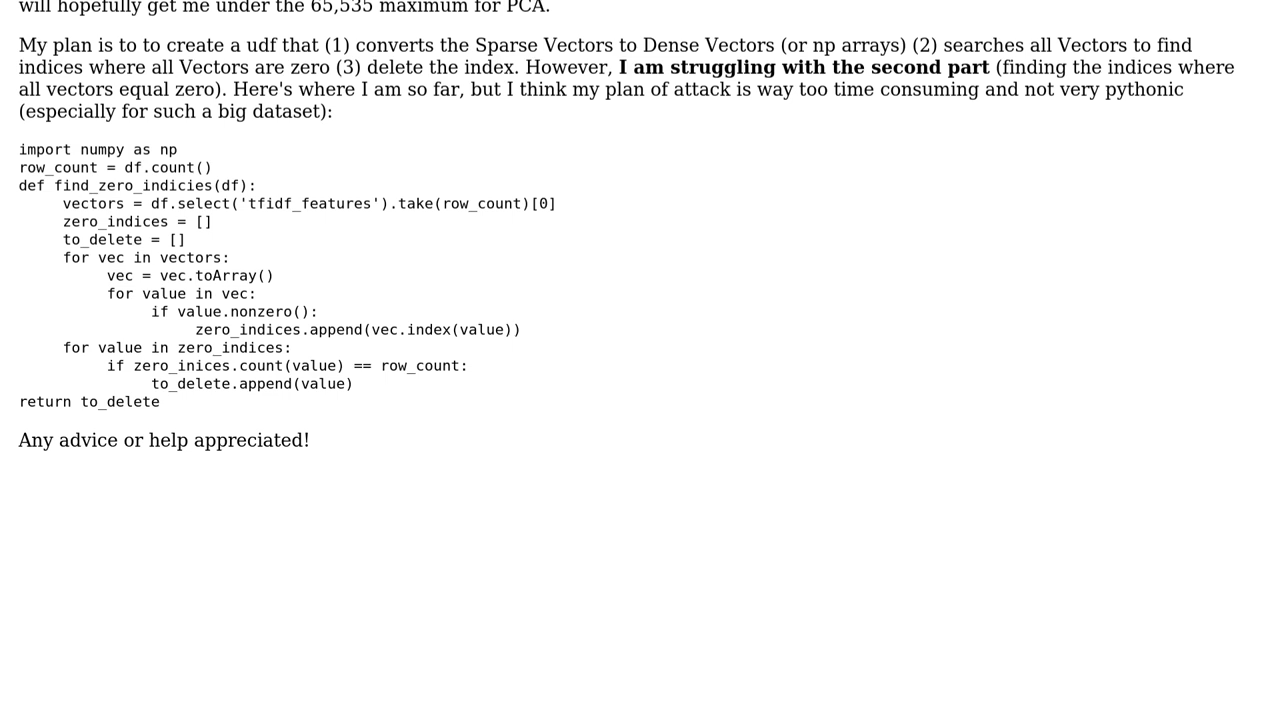 will hopefully get me under the 65,535 maximum for PCA.
My plan is to to create a udf that (1) converts the Sparse Vectors to Dense Vectors (or np arrays) (2) searches all Vectors to find
indices where all Vectors are zero (3) delete the index. However, I am struggling with the second part (finding the indices where
all vectors equal zero). Here's where I am so far, but I think my plan of attack is way too time consuming and not very pythonic
(especially for such a big dataset):
import numpy as np
row_count = df.count()
def find_zero_indicies(df):
     vectors = df.select('tfidf_features').take(row_count)[0]
     zero_indices = []
     to_delete = []
     for vec in vectors:
          vec = vec.toArray()
          for value in vec:
               if value.nonzero():
                    zero_indices.append(vec.index(value))
     for value in zero_indices:
          if zero_inices.count(value) == row_count:
               to_delete.append(value)
return to_delete
Any advice or help appreciated!